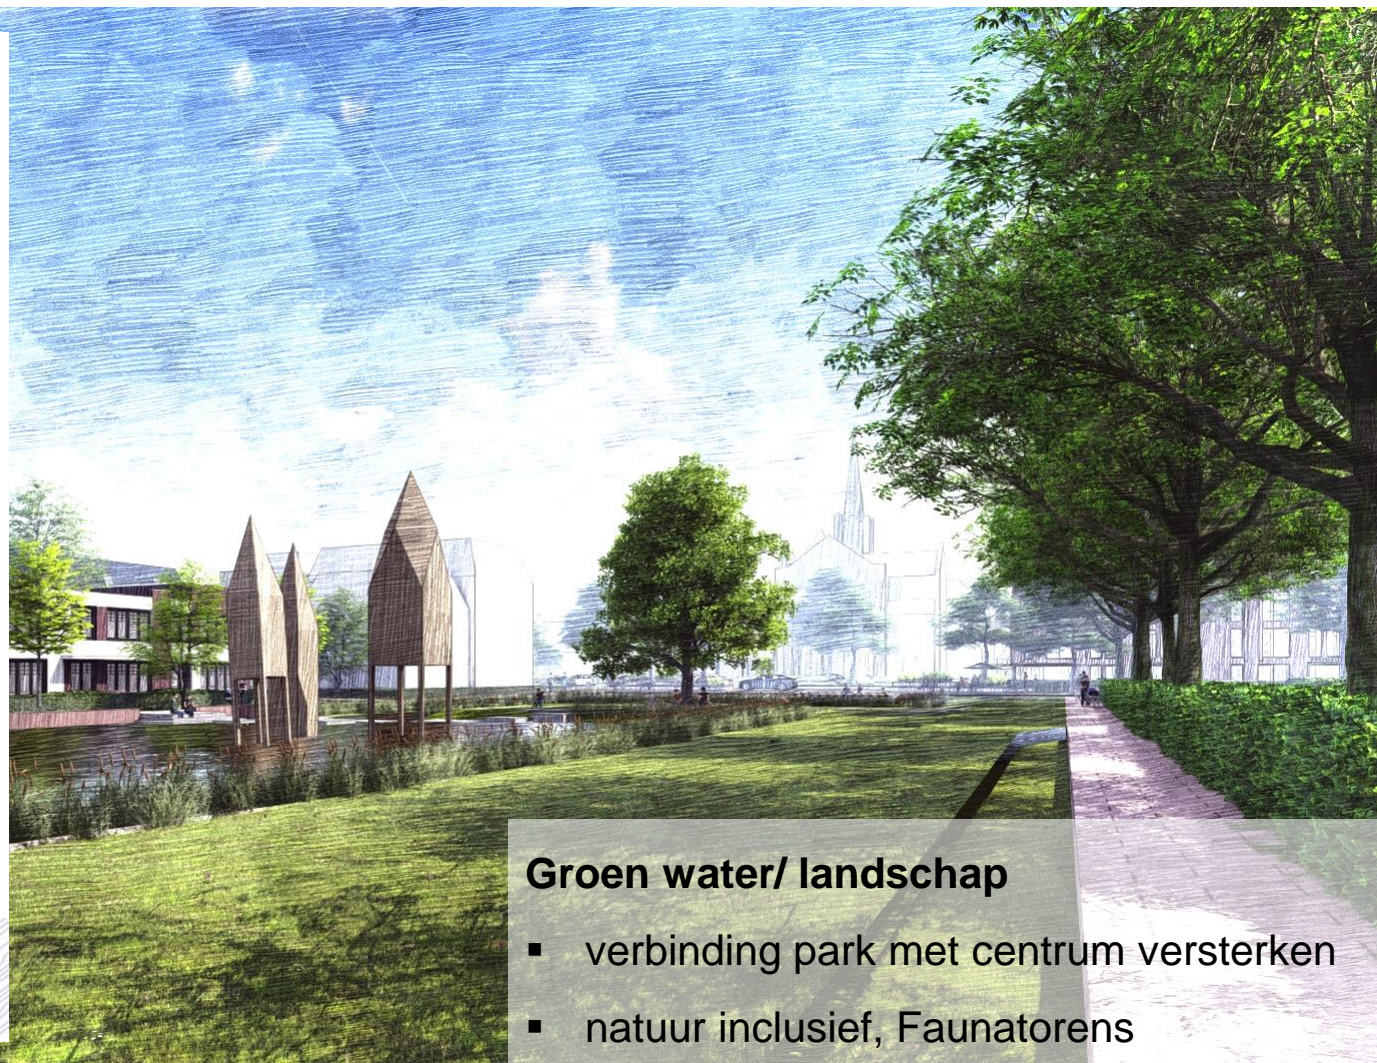 Groen water/ landschap
▪ verbinding park met centrum versterken
▪ natuur inclusief, Faunatorens